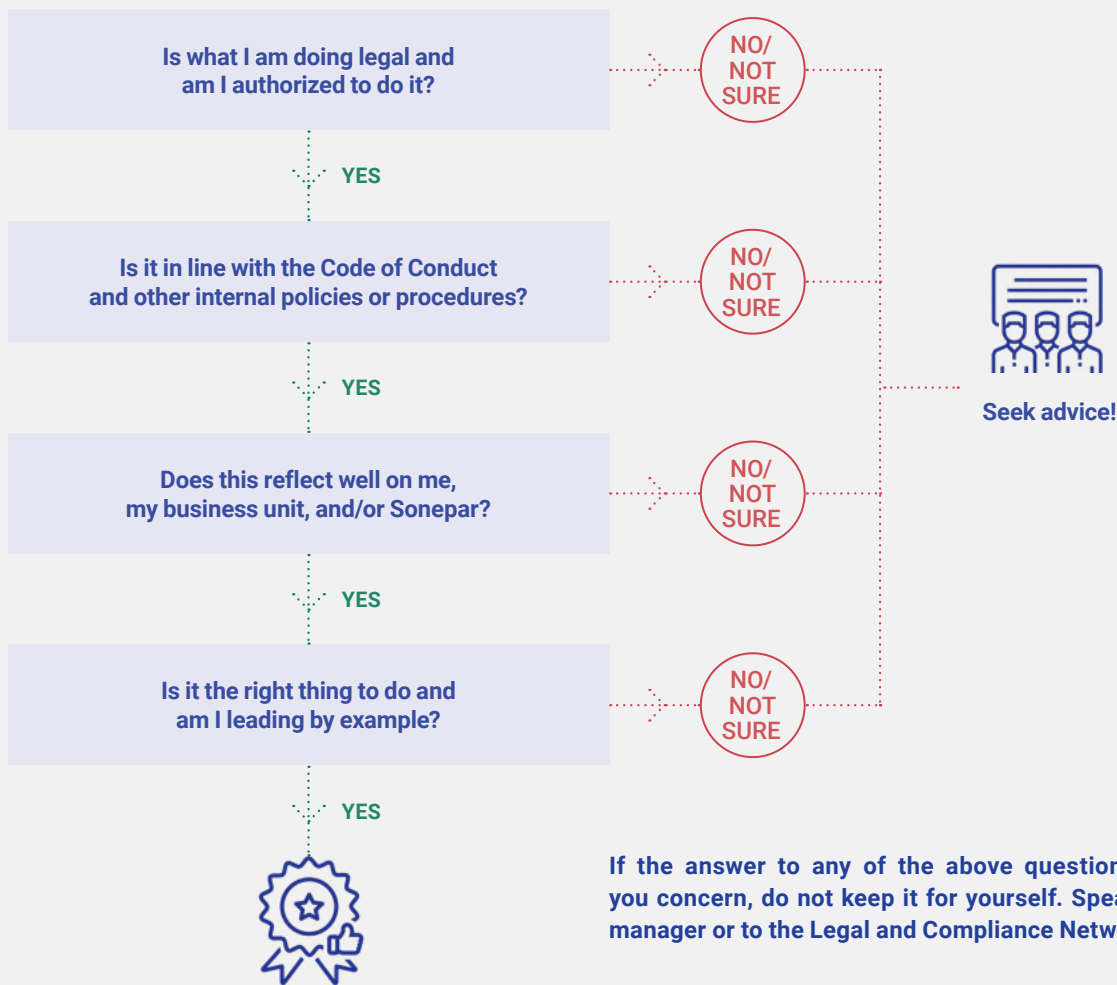 Is what I am doing legal and
am I authorized to do it?
NO/
NOT
SURE
YES
Is it in line with the Code of Conduct
and other internal policies or procedures?
NO/
NOT
SURE
YES
Seek advice!
Does this reflect well on me,
my business unit, and/or Sonepar?
NO/
NOT
SURE
YES
Is it the right thing to do and
am I leading by example?
NO/
NOT
SURE
YES
If the answer to any of the above question
you concern, do not keep it for yourself. Spea
manager or to the Legal and Compliance Netw